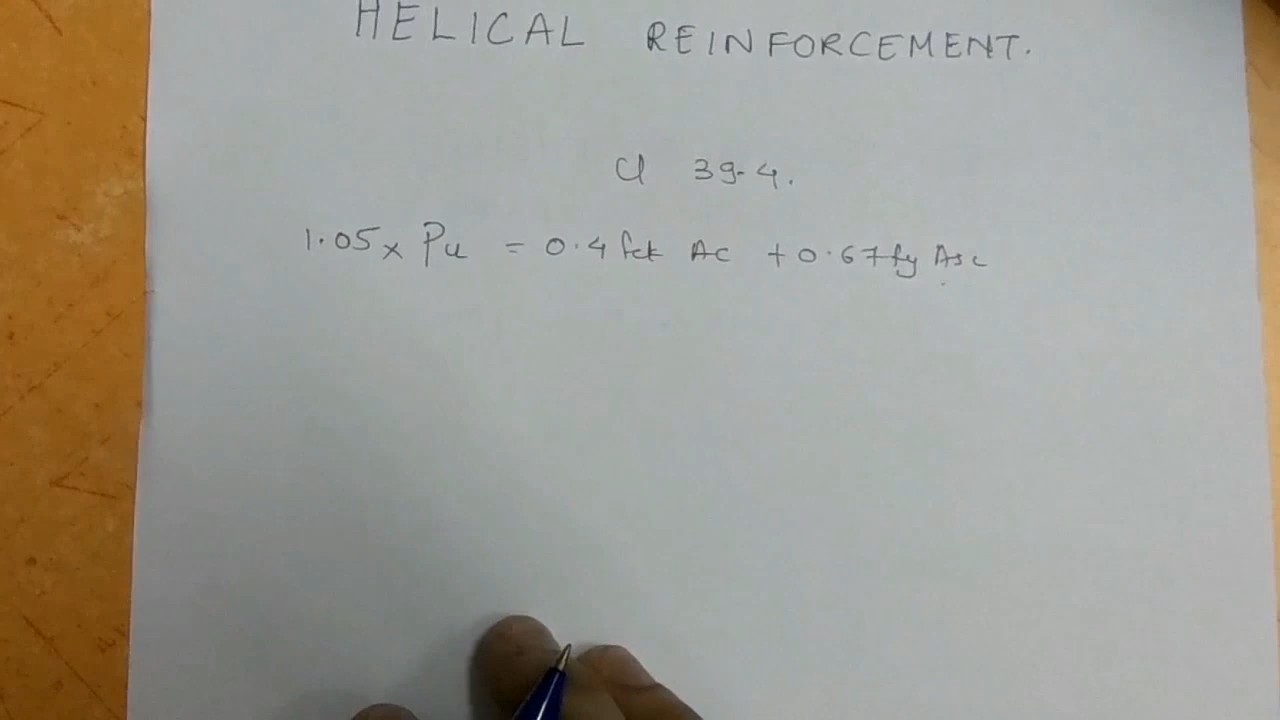 HELICAL REINFORCEMENT.
Cl 39.4.
1.05 x Pu = 0.4 fck Ac + 0.67 fy Asc